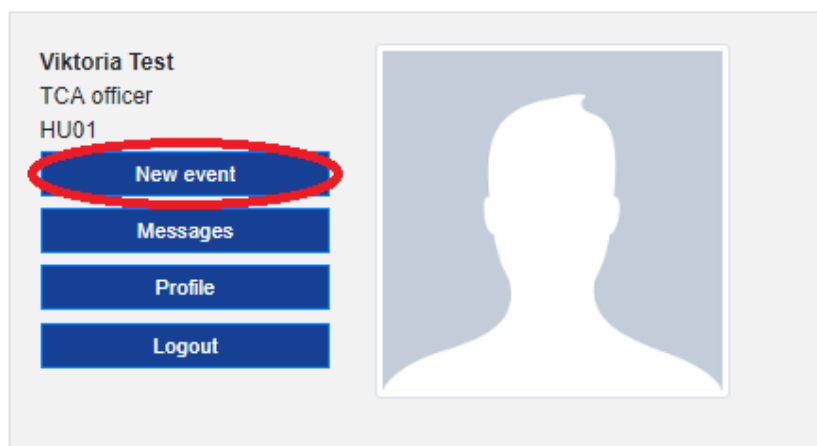 Viktoria Test
TCA officer
HU01
New event
Messages
Profile
Logout